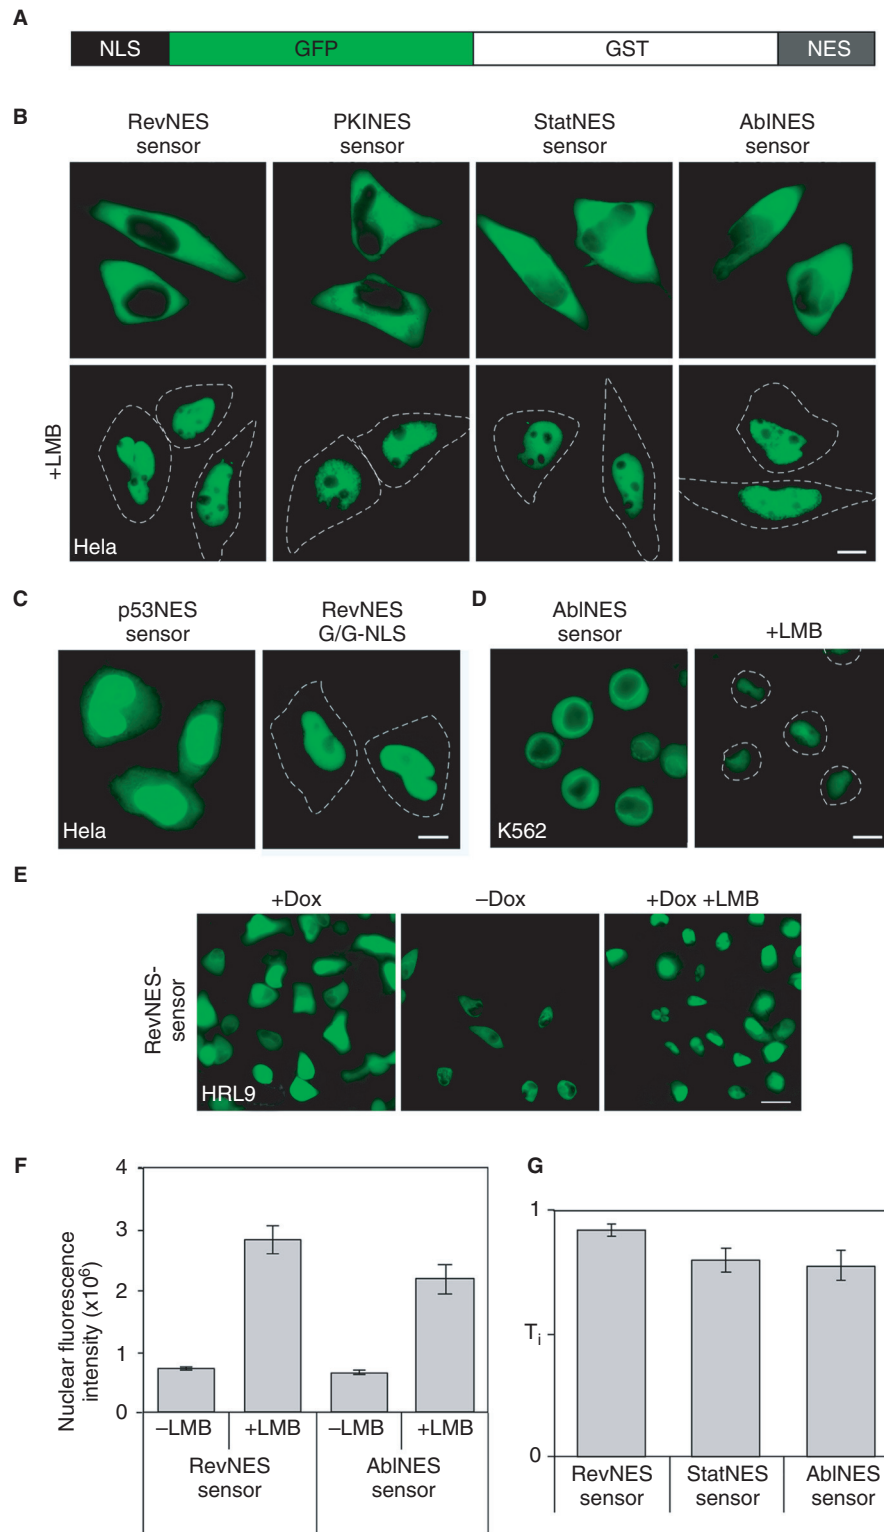 A
NLS GFP GST NES
B
RevNES
sensor
PKINES
sensor
StatNES
sensor
AblNES
sensor
+LMB
Hela
C
p53NES
sensor
RevNES
G/G-NLS
Hela
D
AblNES
sensor
+LMB
K562
E
+Dox
–Dox
+Dox +LMB
RevNES-
sensor
HRL9
F
Nuclear fluorescence
intensity (x10⁶)
4
3
2
1
0
–LMB +LMB –LMB +LMB
RevNES
sensor
AblNES
sensor
G
1
Tᵢ
0
RevNES
sensor
StatNES
sensor
AblNES
sensor